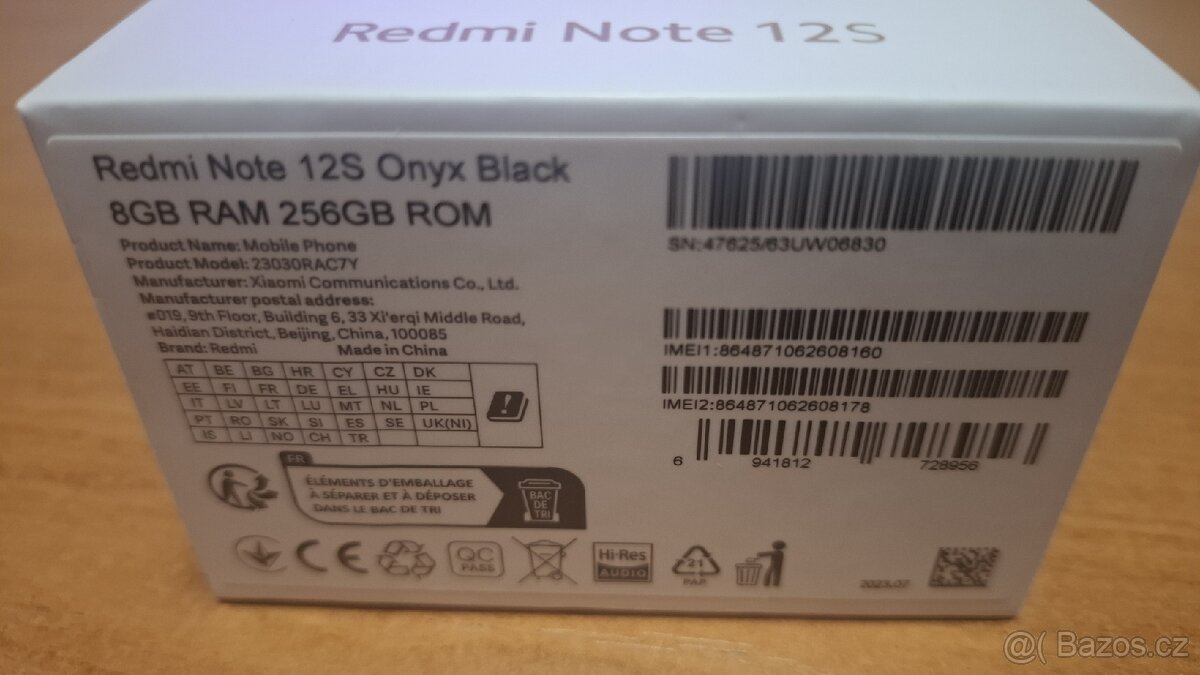 Redmi Note 12S
Redmi Note 12S Onyx Black
8GB RAM 256GB ROM
Product Name: Mobile Phone
Product Model: 23030RAC7Y
Manufacturer: Xiaomi Communications Co., Ltd.
Manufacturer postal address:
#019, 9th Floor, Building 6, 33 Xi'erqi Middle Road,
Haidian District, Beijing, China, 100085
Brand: Redmi Made in China
AT BE BG HR CY CZ DK
EE FI FR DE EL HU IE
IT LV LT LU MT NL PL
PT RO SK SI ES SE UK(NI)
IS LI NO CH TR
!
SN:47625/63UW06830
IMEI1:864871062608160
IMEI2:864871062608178
6 941812 728956
FR
ÉLÉMENTS D'EMBALLAGE
À SÉPARER ET À DÉPOSER
DANS LE BAC DE TRI
BAC
DE
TRI
CE
QC
PASS
Hi-Res
AUDIO
21
PAP
2023.07
@( Bazos.cz